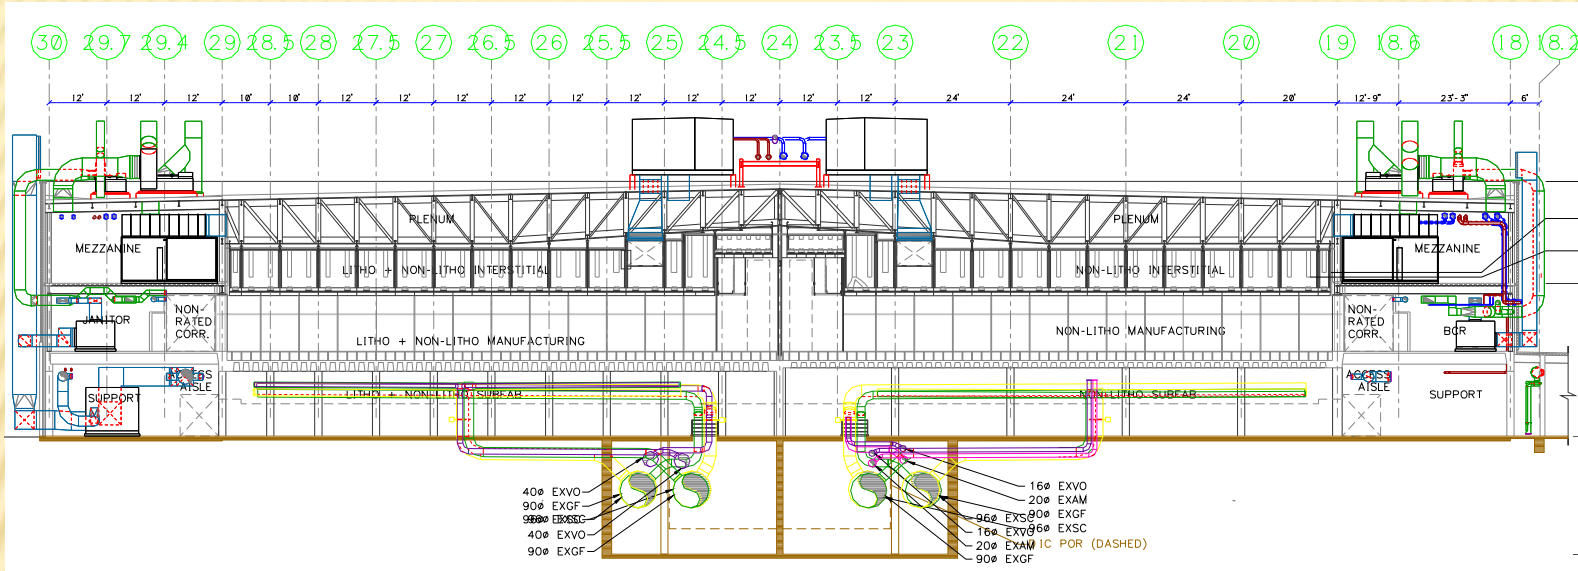 30 29.7 29.4 29 28.5 28 27.5 27 26.5 26 25.5 25 24.5 24 23.5 23 22 21 20 19 18.6 18 18.2
12' 12' 12' 10' 10' 12' 12' 12' 12' 12' 12' 12' 12' 12' 12' 24' 24' 24' 20' 12'-9" 23'-3" 6'
PLENUM PLENUM
MEZZANINE MEZZANINE
LITHO + NON-LITHO INTERSTITIAL NON-LITHO INTERSTITIAL
JANITOR
NON-
RATED
CORR.
LITHO + NON-LITHO MANUFACTURING NON-LITHO MANUFACTURING
NON-
RATED
CORR.
BCR
SUPPORT
ACCESS
AISLE
LITHO + NON-LITHO SUBFAB NON-LITHO SUBFAB
ACCESS
AISLE
SUPPORT
40ø EXVO
90ø EXGF
EXSC
40ø EXVO
90ø EXGF
16ø EXVO
20ø EXAM
90ø EXGF
96ø EXSC
96ø EXSC
16ø EXVO
20ø EXAM
IC POR (DASHED)
90ø EXGF